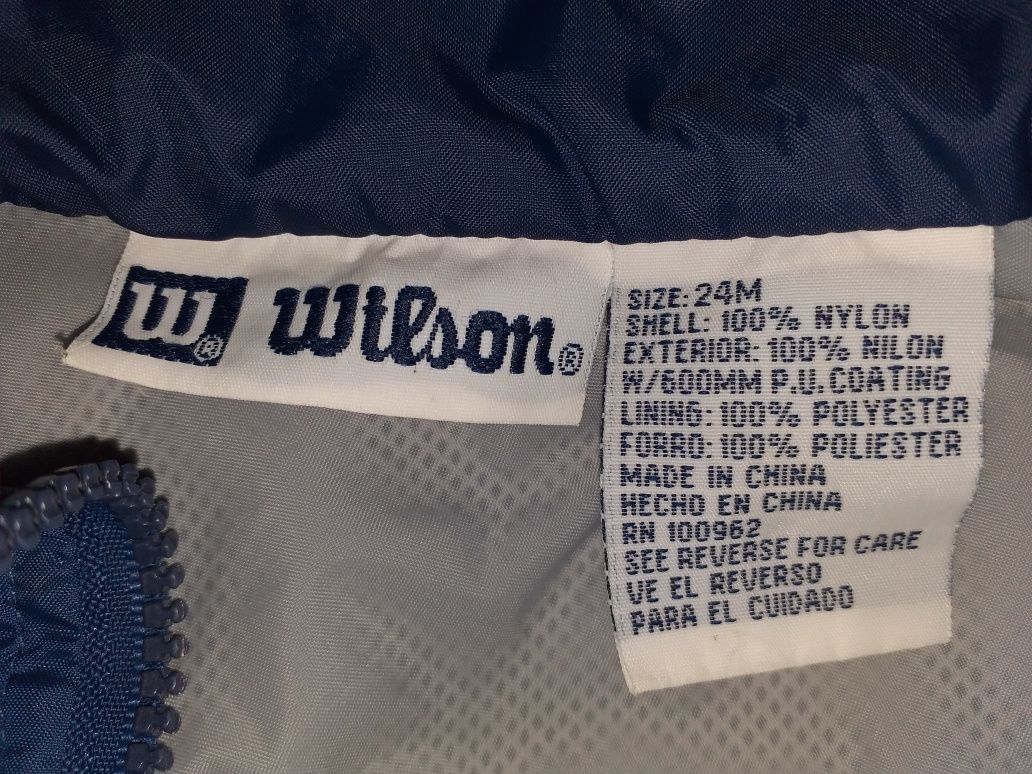 W®
Wilson®
SIZE: 24M
SHELL: 100% NYLON
EXTERIOR: 100% NILON
W/600MM P.U. COATING
LINING: 100% POLYESTER
FORRO: 100% POLIESTER
MADE IN CHINA
HECHO EN CHINA
RN 100962
SEE REVERSE FOR CARE
VE EL REVERSO
PARA EL CUIDADO